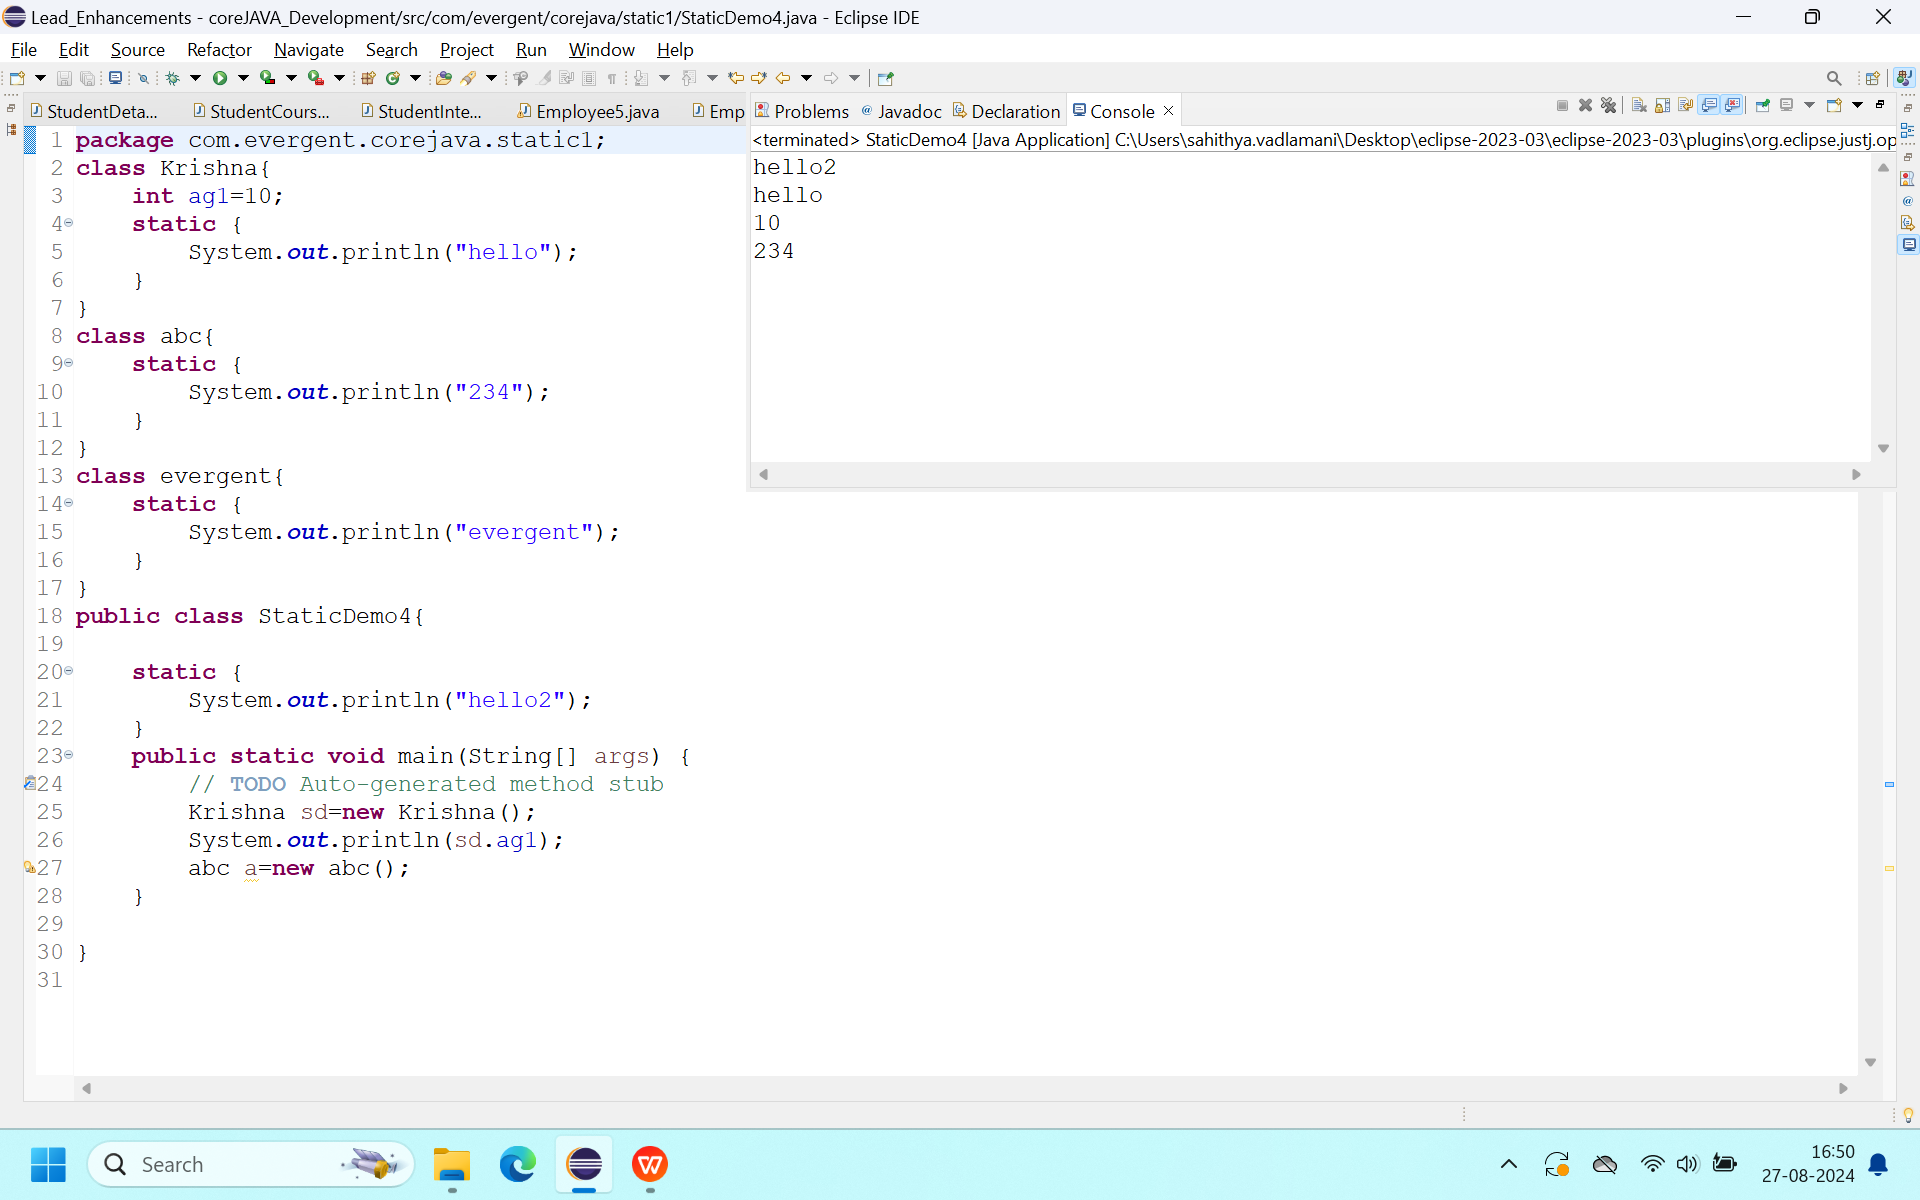 Lead_Enhancements - coreJAVA_Development/src/com/evergent/corejava/static1/StaticDemo4.java - Eclipse IDE
File Edit Source Refactor Navigate Search Project Run Window Help
StudentDeta... StudentCours... StudentInte... Employee5.java Emp
1 package com.evergent.corejava.static1;
2 class Krishna{
3 int ag1=10;
4 static {
5 System.out.println("hello");
6 }
7 }
8 class abc{
9 static {
10 System.out.println("234");
11 }
12 }
13 class evergent{
14 static {
15 System.out.println("evergent");
16 }
17 }
18 public class StaticDemo4{
19
20 static {
21 System.out.println("hello2");
22 }
23 public static void main(String[] args) {
24 // TODO Auto-generated method stub
25 Krishna sd=new Krishna();
26 System.out.println(sd.ag1);
27 abc a=new abc();
28 }
29
30 }
31
Problems @ Javadoc Declaration Console
<terminated> StaticDemo4 [Java Application] C:\Users\sahithya.vadlamani\Desktop\eclipse-2023-03\eclipse-2023-03\plugins\org.eclipse.justj.op
hello2
hello
10
234
Search
16:50
27-08-2024